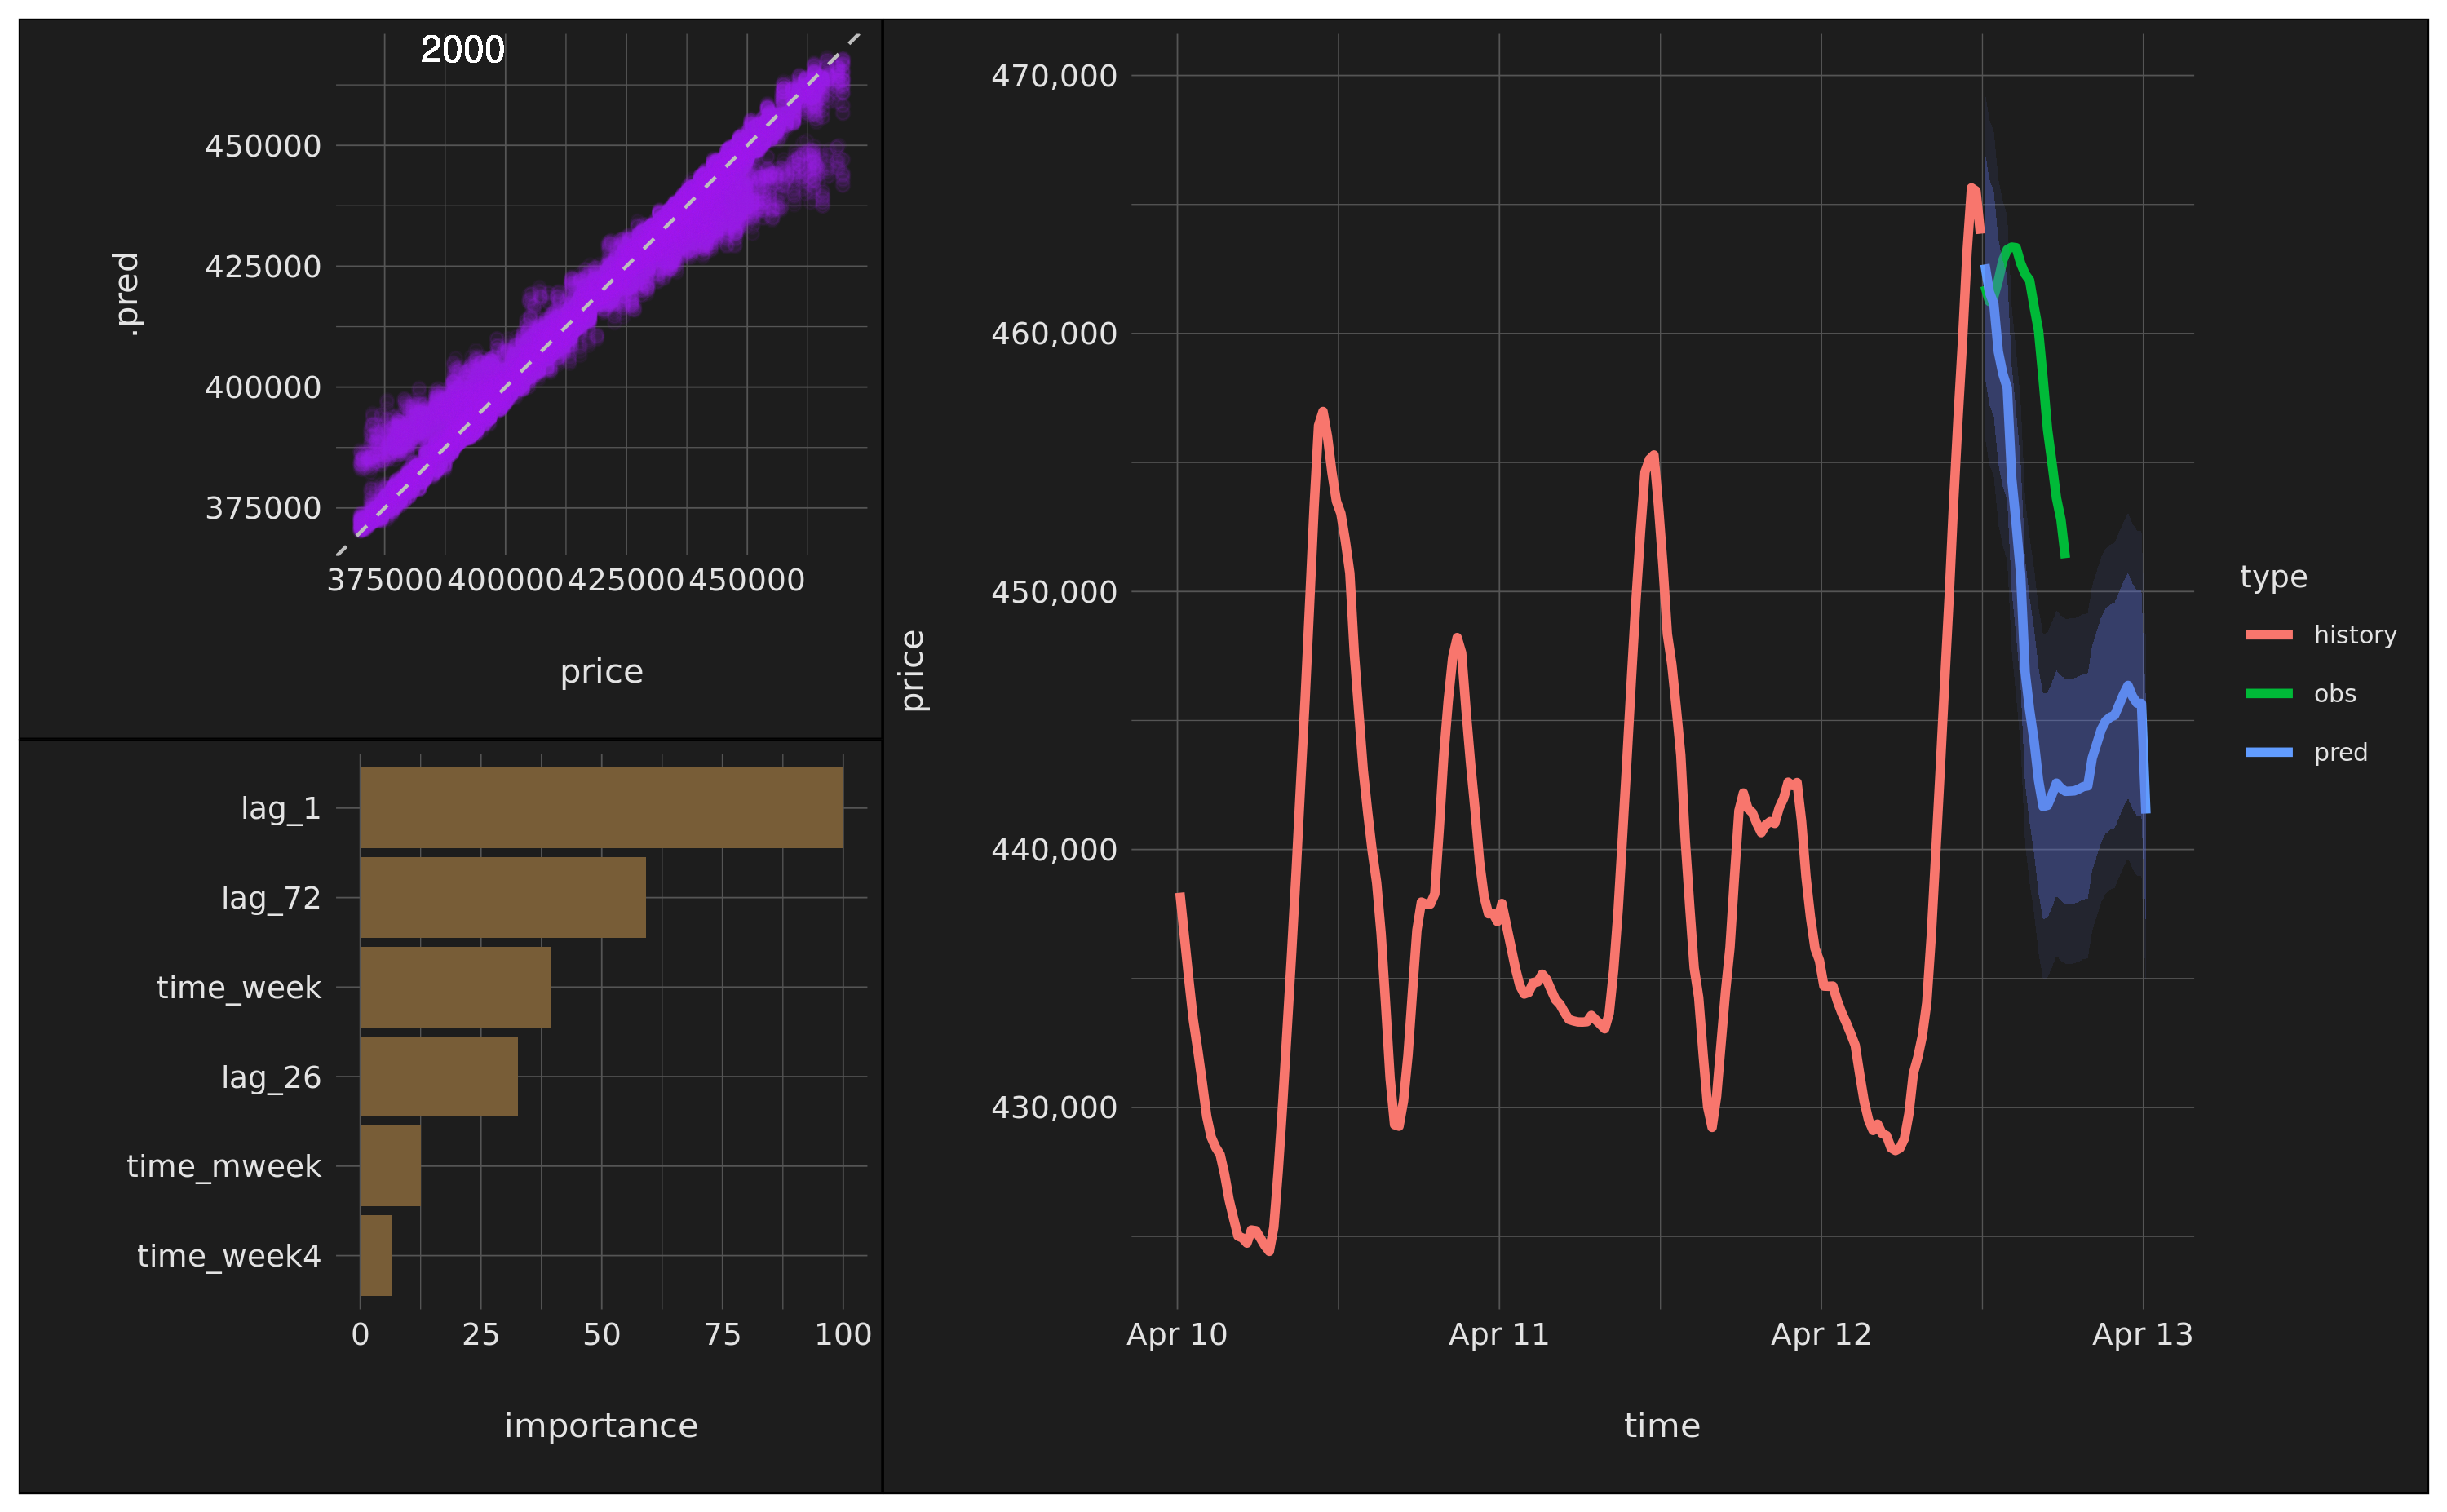 2000
.pred
450000
425000
400000
375000
375000 400000 425000 450000
price
lag_1
lag_72
time_week
lag_26
time_mweek
time_week4
0 25 50 75 100
importance
price
470,000
460,000
450,000
440,000
430,000
Apr 10 Apr 11 Apr 12 Apr 13
time
type
history
obs
pred